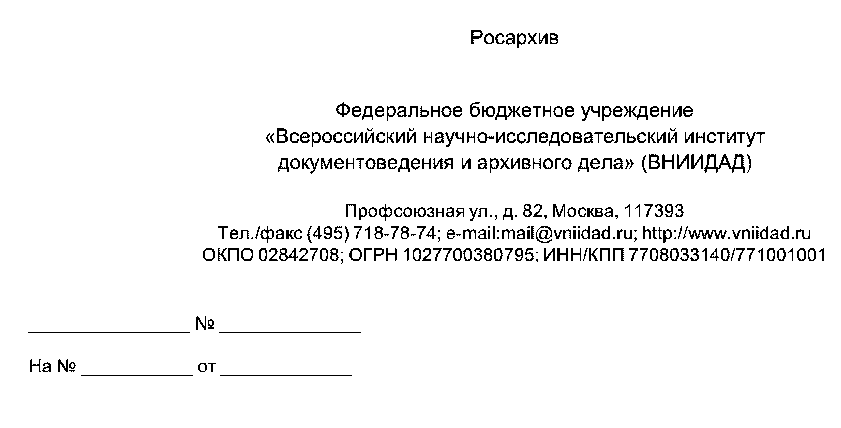 Росархив
Федеральное бюджетное учреждение
«Всероссийский научно-исследовательский институт
документоведения и архивного дела» (ВНИИДАД)
Профсоюзная ул., д. 82, Москва, 117393
Тел./факс (495) 718-78-74; e-mail:mail@vniidad.ru; http://www.vniidad.ru
ОКПО 02842708; ОГРН 1027700380795; ИНН/КПП 7708033140/771001001
________________ № ______________
На № ___________ от _____________